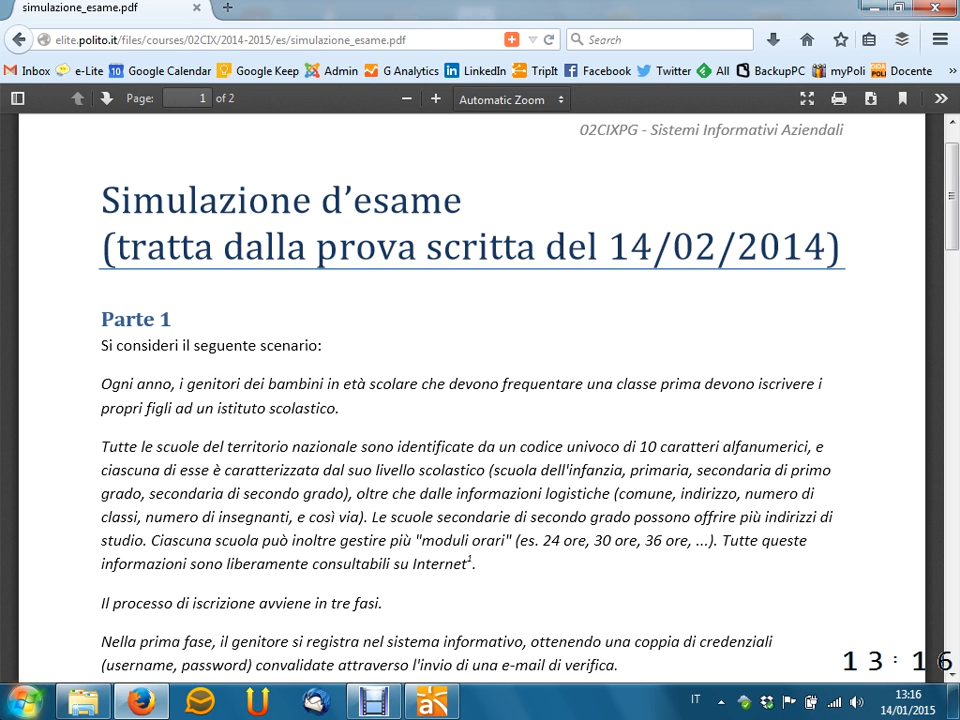 simulazione_esame.pdf
elite.polito.it/files/courses/02CIX/2014-2015/es/simulazione_esame.pdf
Search
Inbox e-Lite Google Calendar Google Keep Admin G Analytics LinkedIn TripIt Facebook Twitter All BackupPC myPoli Docente
Page: 1 of 2
Automatic Zoom
02CIXPG - Sistemi Informativi Aziendali
Simulazione d’esame
(tratta dalla prova scritta del 14/02/2014)
Parte 1
Si consideri il seguente scenario:
Ogni anno, i genitori dei bambini in età scolare che devono frequentare una classe prima devono iscrivere i
propri figli ad un istituto scolastico.
Tutte le scuole del territorio nazionale sono identificate da un codice univoco di 10 caratteri alfanumerici, e
ciascuna di esse è caratterizzata dal suo livello scolastico (scuola dell'infanzia, primaria, secondaria di primo
grado, secondaria di secondo grado), oltre che dalle informazioni logistiche (comune, indirizzo, numero di
classi, numero di insegnanti, e così via). Le scuole secondarie di secondo grado possono offrire più indirizzi di
studio. Ciascuna scuola può inoltre gestire più "moduli orari" (es. 24 ore, 30 ore, 36 ore, ...). Tutte queste
informazioni sono liberamente consultabili su Internet1.
Il processo di iscrizione avviene in tre fasi.
Nella prima fase, il genitore si registra nel sistema informativo, ottenendo una coppia di credenziali
(username, password) convalidate attraverso l'invio di una e-mail di verifica.
13:16
IT
13:16
14/01/2015